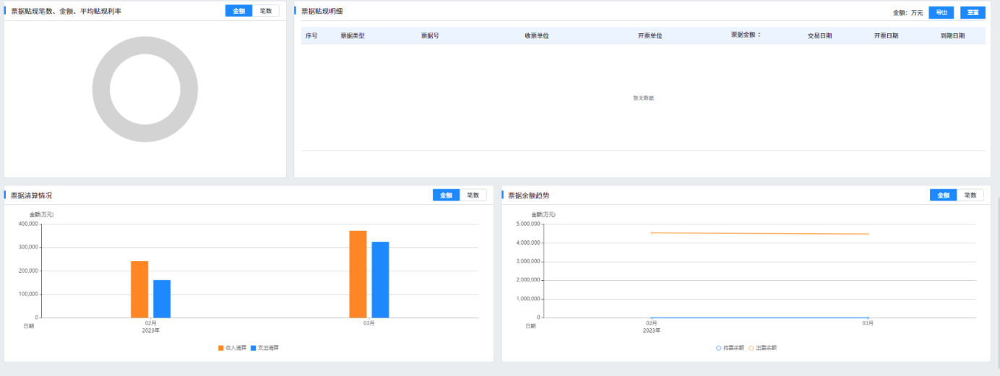 票据贴现笔数、金额、平均贴现利率
金额 笔数
票据贴现明细
金额：万元 导出 重置
序号 票据类型 票据号 收票单位 开票单位 票据金额 交易日期 开票日期 到期日期
暂无数据
票据清算情况
金额 笔数
金额(万元)
400,000
300,000
200,000
100,000
0
日期
02月 03月
2023年
收入清算 支出清算
票据余额趋势
金额 笔数
金额(万元)
5,000,000
4,000,000
3,000,000
2,000,000
1,000,000
0
日期
02月 03月
2023年
持票余额 出票余额